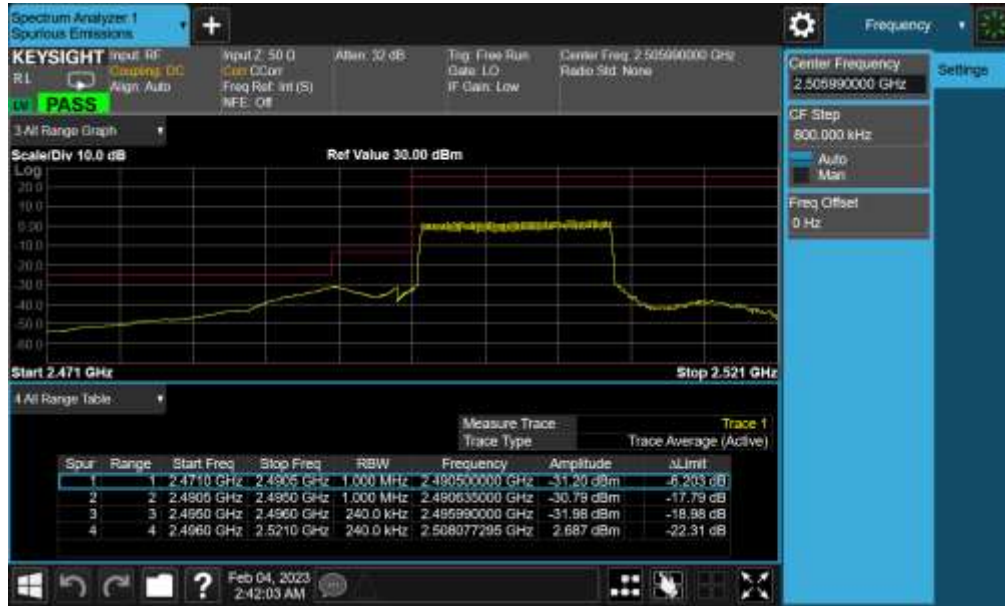 Spectrum Analyzer 1
Spurious Emissions
Frequency
KEYSIGHT Input: RF
Input Z: 50 Ω
Atten: 32 dB
Trig: Free Run
Center Freq: 2.505990000 GHz
RL
Coupling: DC
Corr CCorr
Gate: LO
Radio Std: None
Align: Auto
Freq Ref: Int (S)
IF Gain: Low
NFE: Off
LV PASS
Center Frequency
2.505990000 GHz
Settings
CF Step
800.000 kHz
Auto
Man
Freq Offset
0 Hz
3 All Range Graph
Scale/Div 10.0 dB
Ref Value 30.00 dBm
Log
20.0
10.0
0.00
-10.0
-20.0
-30.0
-40.0
-50.0
-60.0
Start 2.471 GHz
Stop 2.521 GHz
4 All Range Table
Measure Trace Trace 1
Trace Type Trace Average (Active)
Spur Range Start Freq Stop Freq RBW Frequency Amplitude ΔLimit
1 1 2.4710 GHz 2.4905 GHz 1.000 MHz 2.490500000 GHz -31.20 dBm -6.203 dB
2 2 2.4905 GHz 2.4950 GHz 1.000 MHz 2.490635000 GHz -30.79 dBm -17.79 dB
3 3 2.4950 GHz 2.4960 GHz 240.0 kHz 2.495990000 GHz -31.98 dBm -18.98 dB
4 4 2.4960 GHz 2.5210 GHz 240.0 kHz 2.508077295 GHz 2.687 dBm -22.31 dB
Feb 04, 2023
2:42:03 AM